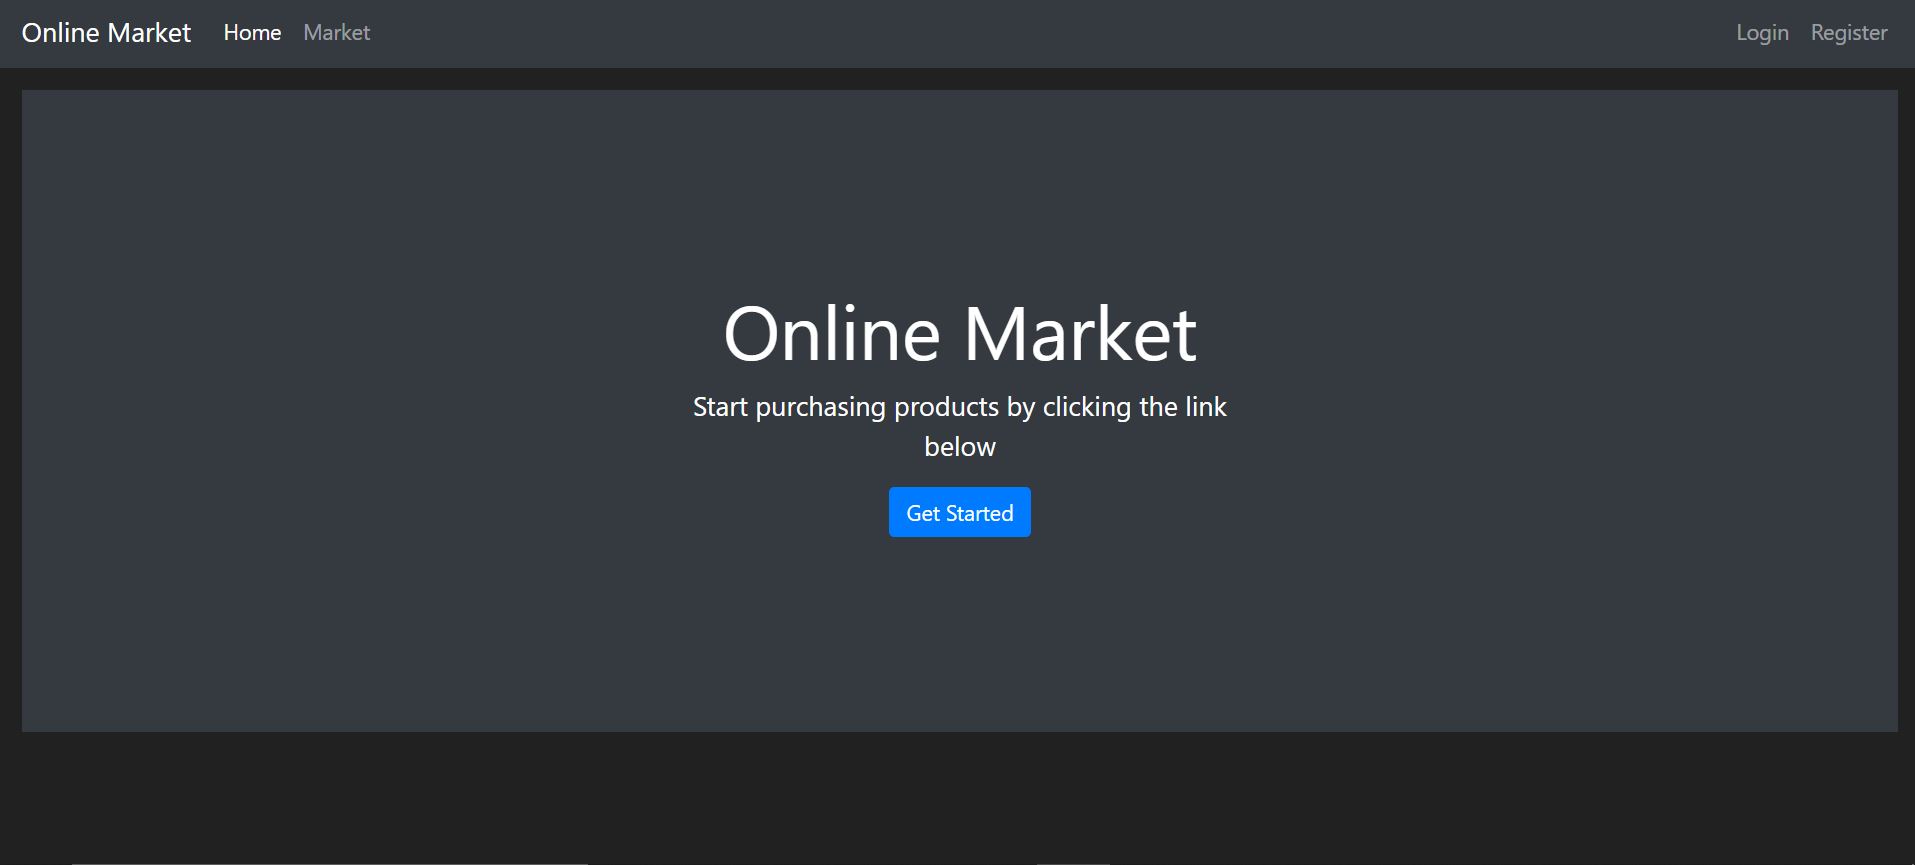 Online Market Home Market Login Register
Online Market
Start purchasing products by clicking the link
below
Get Started